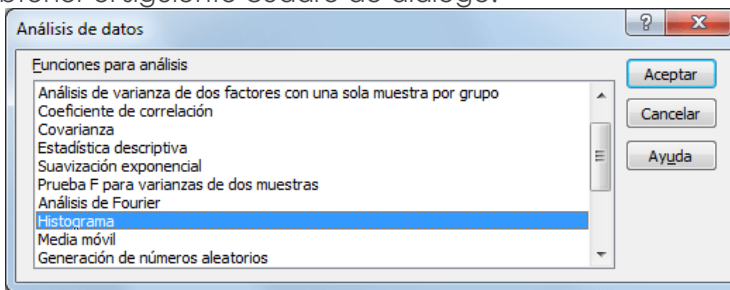 Análisis de datos
Funciones para análisis
Análisis de varianza de dos factores con una sola muestra por grupo
Coeficiente de correlación
Covarianza
Estadística descriptiva
Suavización exponencial
Prueba F para varianzas de dos muestras
Análisis de Fourier
Histograma
Media móvil
Generación de números aleatorios
Aceptar
Cancelar
Ayuda